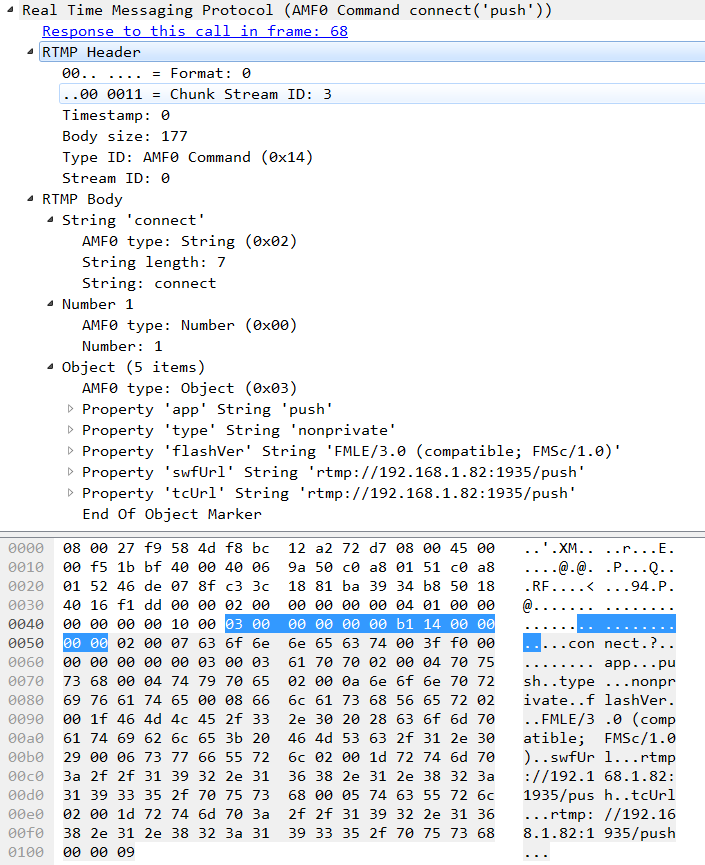 Real Time Messaging Protocol (AMF0 Command connect('push'))
Response to this call in frame: 68
RTMP Header
00.. .... = Format: 0
..00 0011 = Chunk Stream ID: 3
Timestamp: 0
Body size: 177
Type ID: AMF0 Command (0x14)
Stream ID: 0
RTMP Body
String 'connect'
AMF0 type: String (0x02)
String length: 7
String: connect
Number 1
AMF0 type: Number (0x00)
Number: 1
Object (5 items)
AMF0 type: Object (0x03)
Property 'app' String 'push'
Property 'type' String 'nonprivate'
Property 'flashVer' String 'FMLE/3.0 (compatible; FMSc/1.0)'
Property 'swfUrl' String 'rtmp://192.168.1.82:1935/push'
Property 'tcUrl' String 'rtmp://192.168.1.82:1935/push'
End Of Object Marker
0000 08 00 27 f9 58 4d f8 bc 12 a2 72 d7 08 00 45 00 ..'.XM.. ..r...E.
0010 00 f5 1b bf 40 00 40 06 9a 50 c0 a8 01 51 c0 a8 ....@.@. .P...Q..
0020 01 52 46 de 07 8f c3 3c 18 81 ba 39 34 b8 50 18 .RF....< ...94.P.
0030 40 16 f1 dd 00 00 02 00 00 00 00 00 04 01 00 00 @....... ........
0040 00 00 00 00 10 00 03 00 00 00 00 00 b1 14 00 00 ........ ........
0050 00 00 02 00 07 63 6f 6e 6e 65 63 74 00 3f f0 00 .....con nect.?..
0060 00 00 00 00 00 03 00 03 61 70 70 02 00 04 70 75 ........ app...pu
0070 73 68 00 04 74 79 70 65 02 00 0a 6e 6f 6e 70 72 sh..type ...nonpr
0080 69 76 61 74 65 00 08 66 6c 61 73 68 56 65 72 02 ivate..f lashVer.
0090 00 1f 46 4d 4c 45 2f 33 2e 30 20 28 63 6f 6d 70 ..FMLE/3 .0 (comp
00a0 61 74 69 62 6c 65 3b 20 46 4d 53 63 2f 31 2e 30 atible;  FMSc/1.0
00b0 29 00 06 73 77 66 55 72 6c 02 00 1d 72 74 6d 70 )..swfUr l...rtmp
00c0 3a 2f 2f 31 39 32 2e 31 36 38 2e 31 2e 38 32 3a ://192.1 68.1.82:
00d0 31 39 33 35 2f 70 75 73 68 00 05 74 63 55 72 6c 1935/pus h..tcUrl
00e0 02 00 1d 72 74 6d 70 3a 2f 2f 31 39 32 2e 31 36 ...rtmp: //192.16
00f0 38 2e 31 2e 38 32 3a 31 39 33 35 2f 70 75 73 68 8.1.82:1 935/push
0100 00 00 09 ...